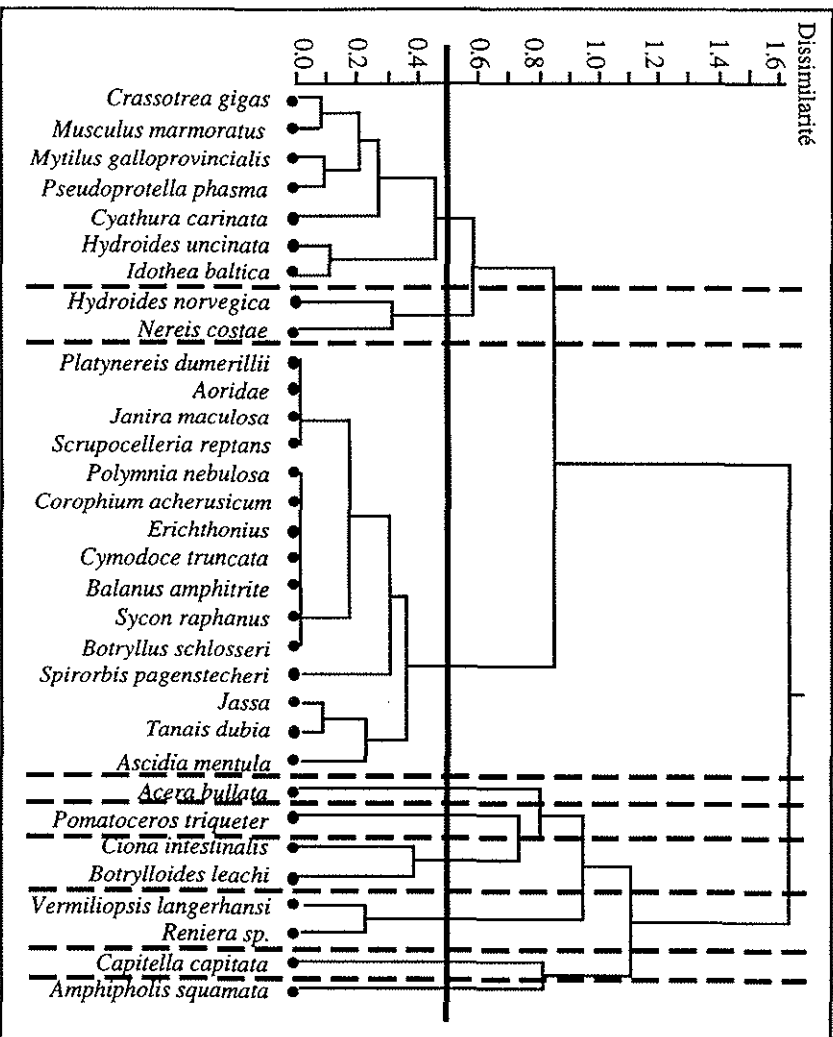 Dissimilarité
0.0 0.2 0.4 0.6 0.8 1.0 1.2 1.4 1.6
Crassotrea gigas
Musculus marmoratus
Mytilus galloprovincialis
Pseudoprotella phasma
Cyathura carinata
Hydroides uncinata
Idothea baltica
Hydroides norvegica
Nereis costae
Platynereis dumerillii
Aoridae
Janira maculosa
Scrupocelleria reptans
Polymnia nebulosa
Corophium acherusicum
Erichthonius
Cymodoce truncata
Balanus amphitrite
Sycon raphanus
Botryllus schlosseri
Spirorbis pagenstecheri
Jassa
Tanais dubia
Ascidia mentula
Acera bullata
Pomatoceros triqueter
Ciona intestinalis
Botrylloides leachi
Vermiliopsis langerhansi
Reniera sp.
Capitella capitata
Amphipholis squamata